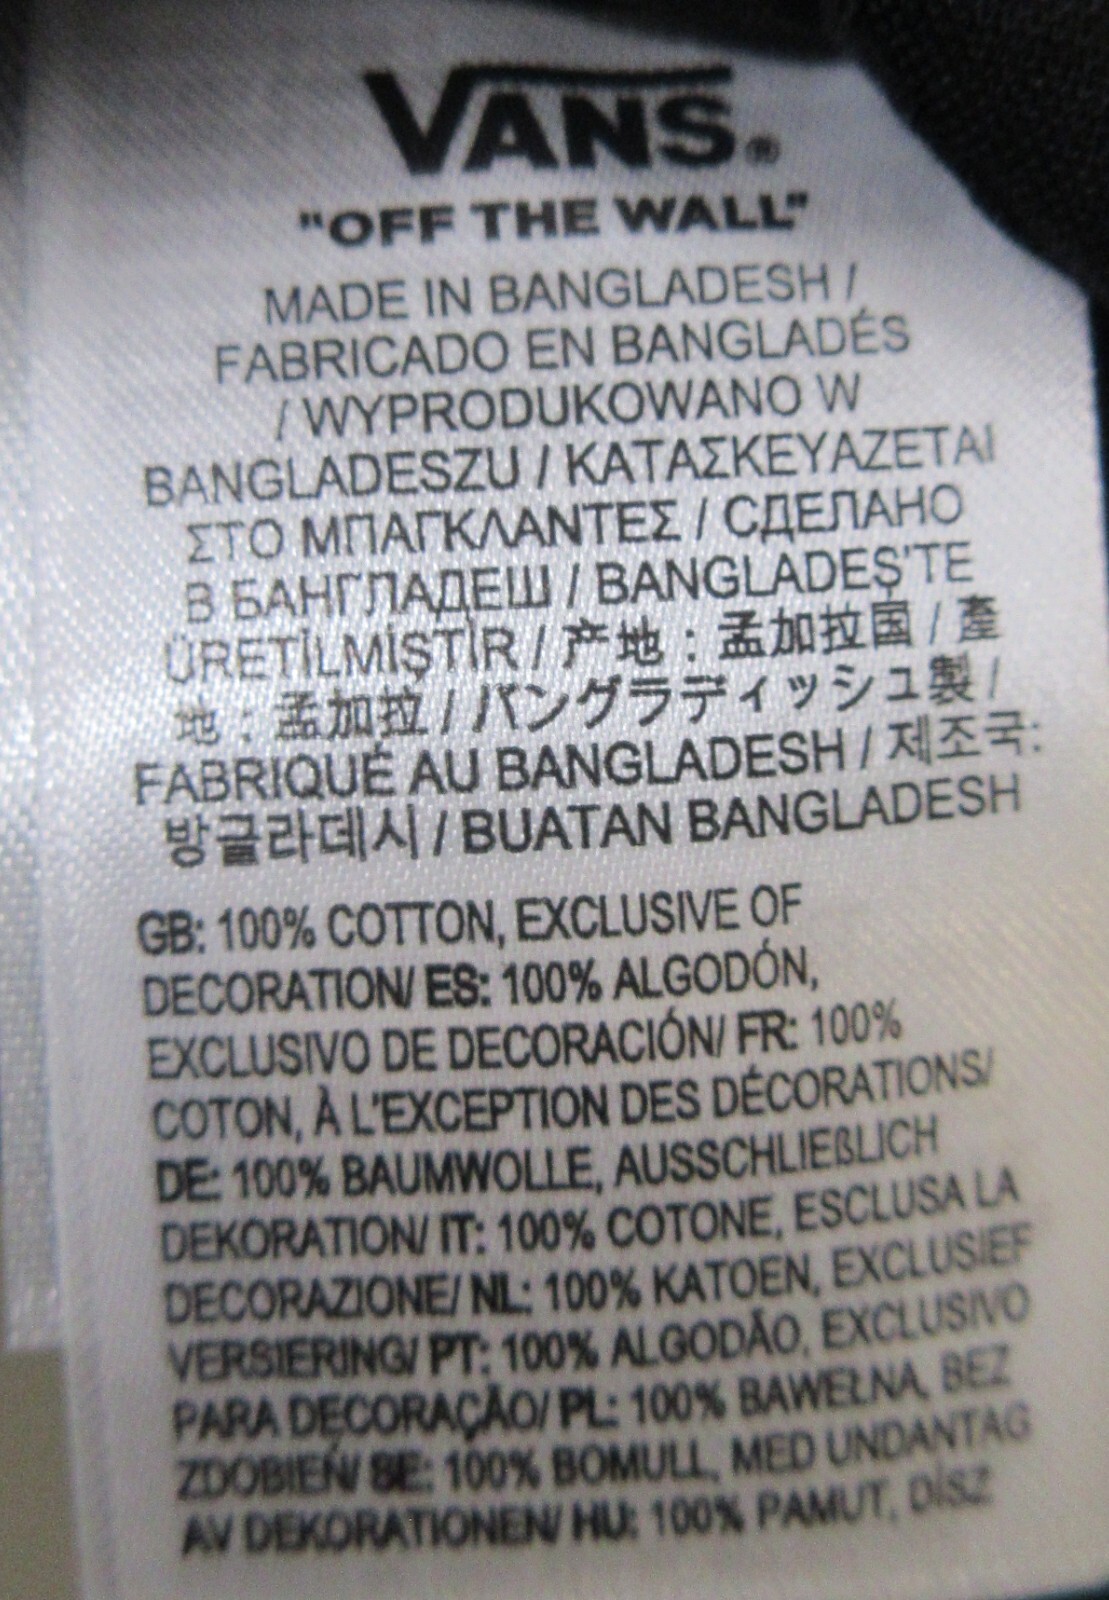 VANS®
"OFF THE WALL"
MADE IN BANGLADESH /
FABRICADO EN BANGLADÉS
/ WYPRODUKOWANO W
BANGLADESZU / ΚΑΤΑΣΚΕΥΑΖΕΤΑΙ
ΣΤΟ ΜΠΑΓΚΛΑΝΤΕΣ / СДЕЛАНО
В БАНГЛАДЕШ / BANGLADEŞ'TE
ÜRETİLMİŞTİR / 产地 : 孟加拉国 / 產
地 : 孟加拉 / バングラディッシュ製 /
FABRIQUÉ AU BANGLADESH / 제조국:
방글라데시 / BUATAN BANGLADESH
GB: 100% COTTON, EXCLUSIVE OF
DECORATION/ ES: 100% ALGODÓN,
EXCLUSIVO DE DECORACIÓN/ FR: 100%
COTON, À L'EXCEPTION DES DÉCORATIONS/
DE: 100% BAUMWOLLE, AUSSCHLIEßLICH
DEKORATION/ IT: 100% COTONE, ESCLUSA LA
DECORAZIONE/ NL: 100% KATOEN, EXCLUSIEF
VERSIERING/ PT: 100% ALGODÃO, EXCLUSIVO
PARA DECORAÇÃO/ PL: 100% BAWEŁNA, BEZ
ZDOBIEŃ/ SE: 100% BOMULL, MED UNDANTAG
AV DEKORATIONEN/ HU: 100% PAMUT, DÍSZ